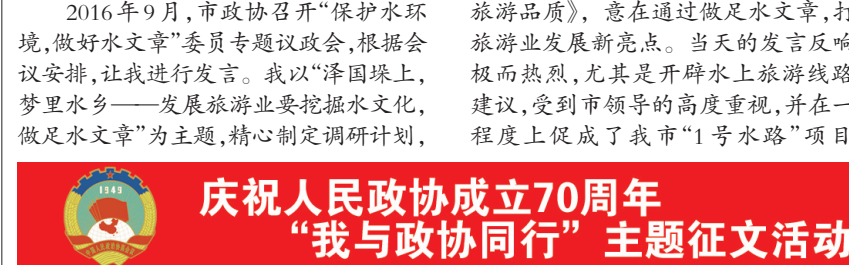 2016年9月,市政协召开“保护水环
境,做好水文章”委员专题议政会,根据会
议安排,让我进行发言。我以“泽国垛上,
梦里水乡——发展旅游业要挖掘水文化,
做足水文章”为主题,精心制定调研计划,
旅游品质》,意在通过做足水文章,打
旅游业发展新亮点。当天的发言反响
极而热烈,尤其是开辟水上旅游线路
建议,受到市领导的高度重视,并在一
程度上促成了我市“1号水路”项目
1949
庆祝人民政协成立70周年
“我与政协同行”主题征文活动